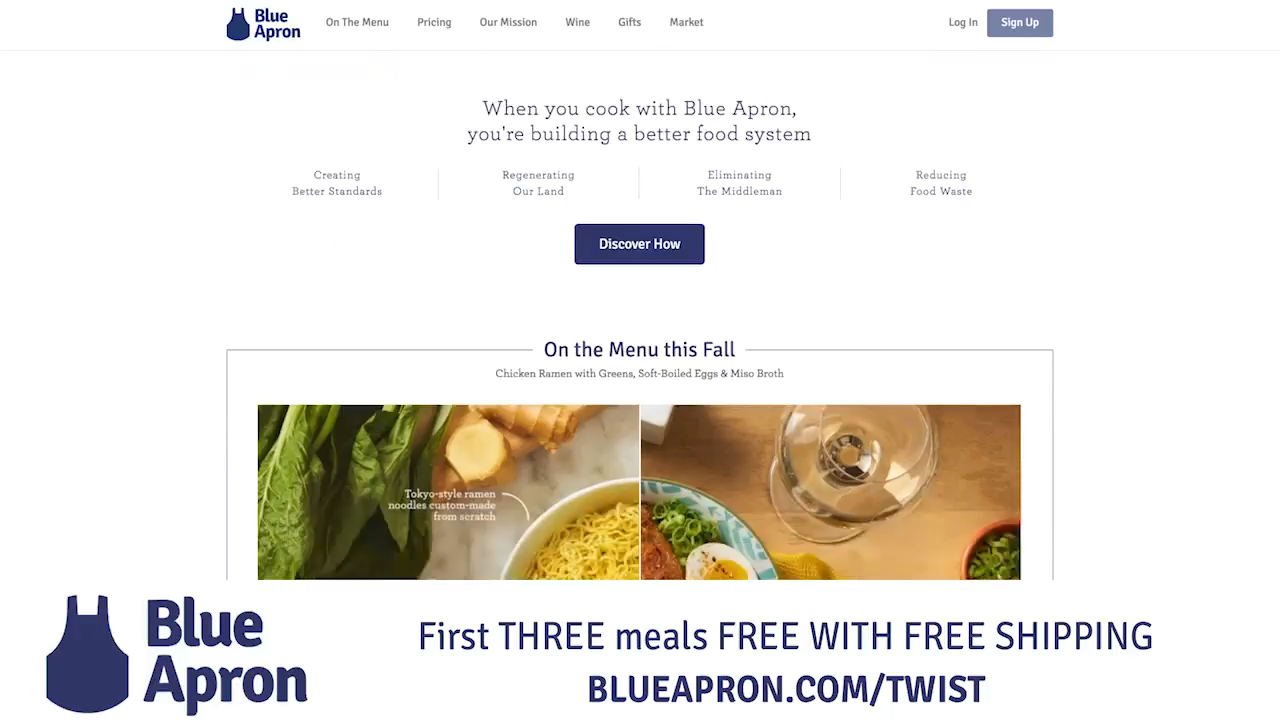 Blue
Apron
On The Menu
Pricing
Our Mission
Wine
Gifts
Market
Log In
Sign Up
When you cook with Blue Apron,
you're building a better food system
Creating
Better Standards
Regenerating
Our Land
Eliminating
The Middleman
Reducing
Food Waste
Discover How
On the Menu this Fall
Chicken Ramen with Greens, Soft-Boiled Eggs & Miso Broth
Tokyo-style ramen
noodles custom-made
from scratch
Blue
Apron
First THREE meals FREE WITH FREE SHIPPING
BLUEAPRON.COM/TWIST